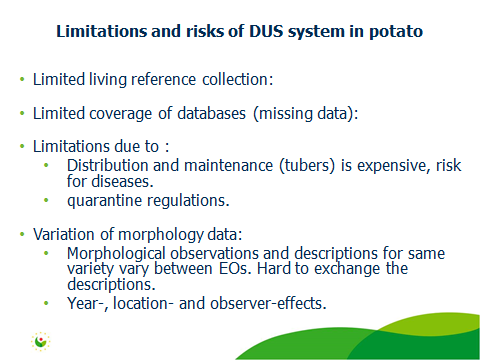 Limitations and risks of DUS system in potato
• Limited living reference collection:
• Limited coverage of databases (missing data):
• Limitations due to :
• Distribution and maintenance (tubers) is expensive, risk
for diseases.
• quarantine regulations.
• Variation of morphology data:
• Morphological observations and descriptions for same
variety vary between EOs. Hard to exchange the
descriptions.
• Year-, location- and observer-effects.